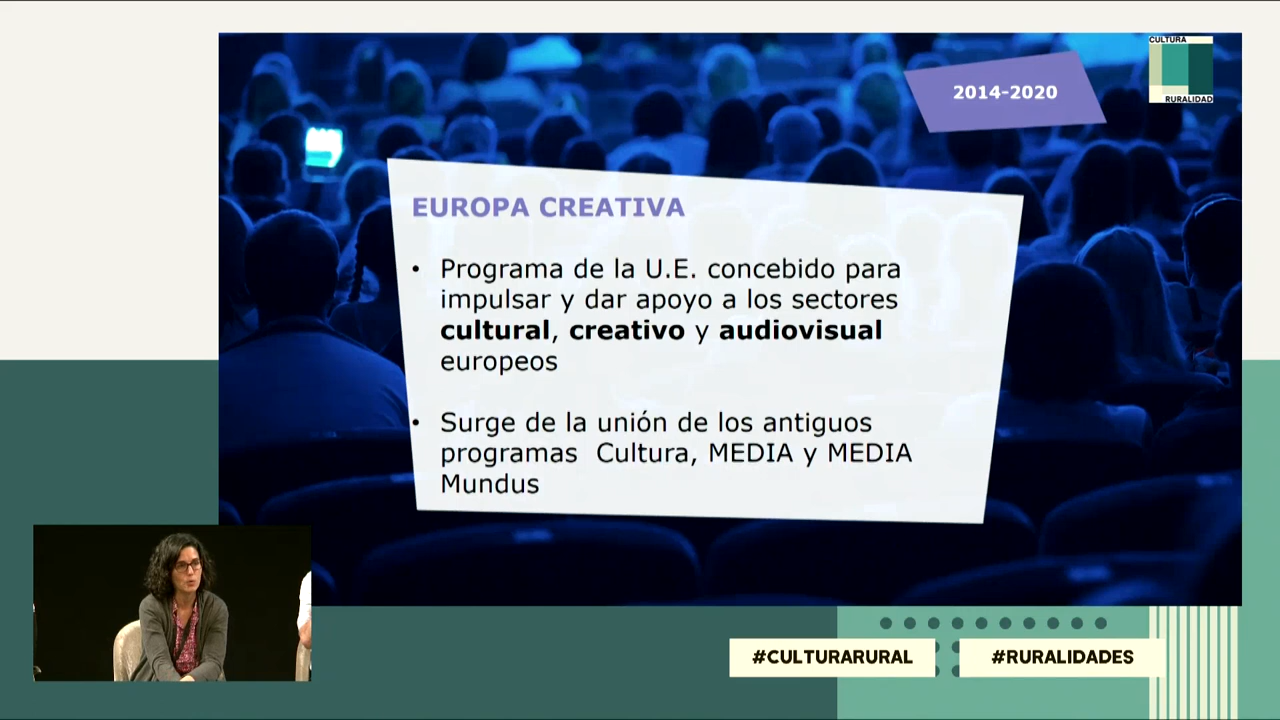 CULTURA
RURALIDAD
2014-2020
EUROPA CREATIVA
• Programa de la U.E. concebido para
impulsar y dar apoyo a los sectores
cultural, creativo y audiovisual
europeos
• Surge de la unión de los antiguos
programas Cultura, MEDIA y MEDIA
Mundus
#CULTURARURAL
#RURALIDADES